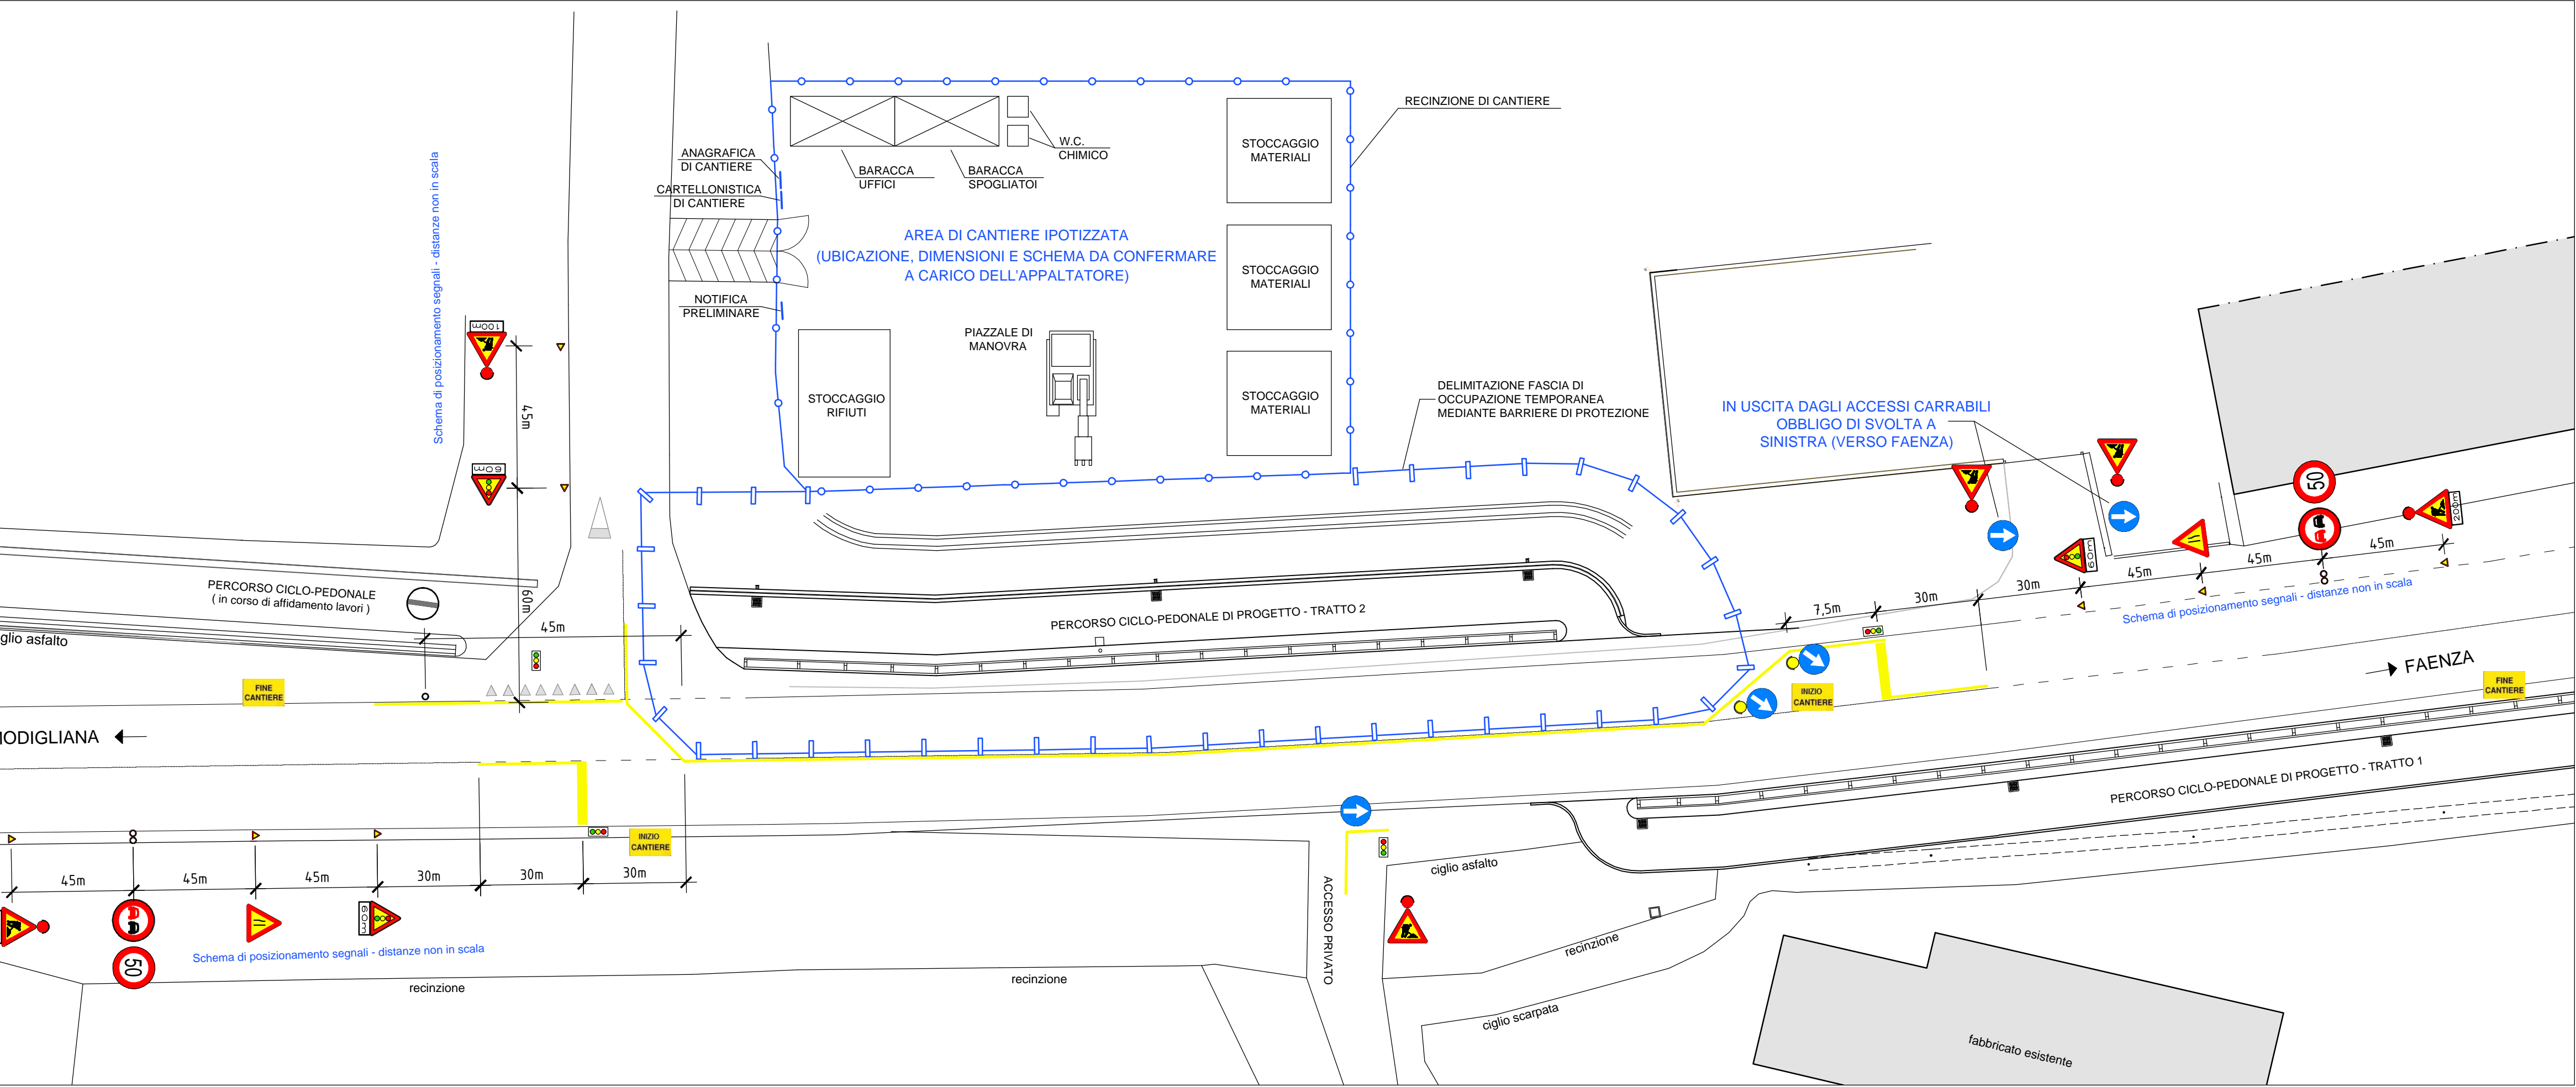 RECINZIONE DI CANTIERE
W.C.
CHIMICO
STOCCAGGIO
MATERIALI
ANAGRAFICA
DI CANTIERE
BARACCA
UFFICI
BARACCA
SPOGLIATOI
CARTELLONISTICA
DI CANTIERE
AREA DI CANTIERE IPOTIZZATA
(UBICAZIONE, DIMENSIONI E SCHEMA DA CONFERMARE
A CARICO DELL'APPALTATORE)
STOCCAGGIO
MATERIALI
NOTIFICA
PRELIMINARE
PIAZZALE DI
MANOVRA
STOCCAGGIO
RIFIUTI
STOCCAGGIO
MATERIALI
DELIMITAZIONE FASCIA DI
OCCUPAZIONE TEMPORANEA
MEDIANTE BARRIERE DI PROTEZIONE
IN USCITA DAGLI ACCESSI CARRABILI
OBBLIGO DI SVOLTA A
SINISTRA (VERSO FAENZA)
Schema di posizionamento segnali - distanze non in scala
100m
45m
60m
60m
50
200m
60m
45m
45m
45m
30m
30m
7,5m
Schema di posizionamento segnali - distanze non in scala
PERCORSO CICLO-PEDONALE
( in corso di affidamento lavori )
glio asfalto
45m
PERCORSO CICLO-PEDONALE DI PROGETTO - TRATTO 2
FINE
CANTIERE
INIZIO
CANTIERE
FAENZA
FINE
CANTIERE
MODIGLIANA
PERCORSO CICLO-PEDONALE DI PROGETTO - TRATTO 1
INIZIO
CANTIERE
45m
45m
45m
30m
30m
30m
60m
50
Schema di posizionamento segnali - distanze non in scala
ACCESSO PRIVATO
ciglio asfalto
recinzione
recinzione
recinzione
ciglio scarpata
fabbricato esistente